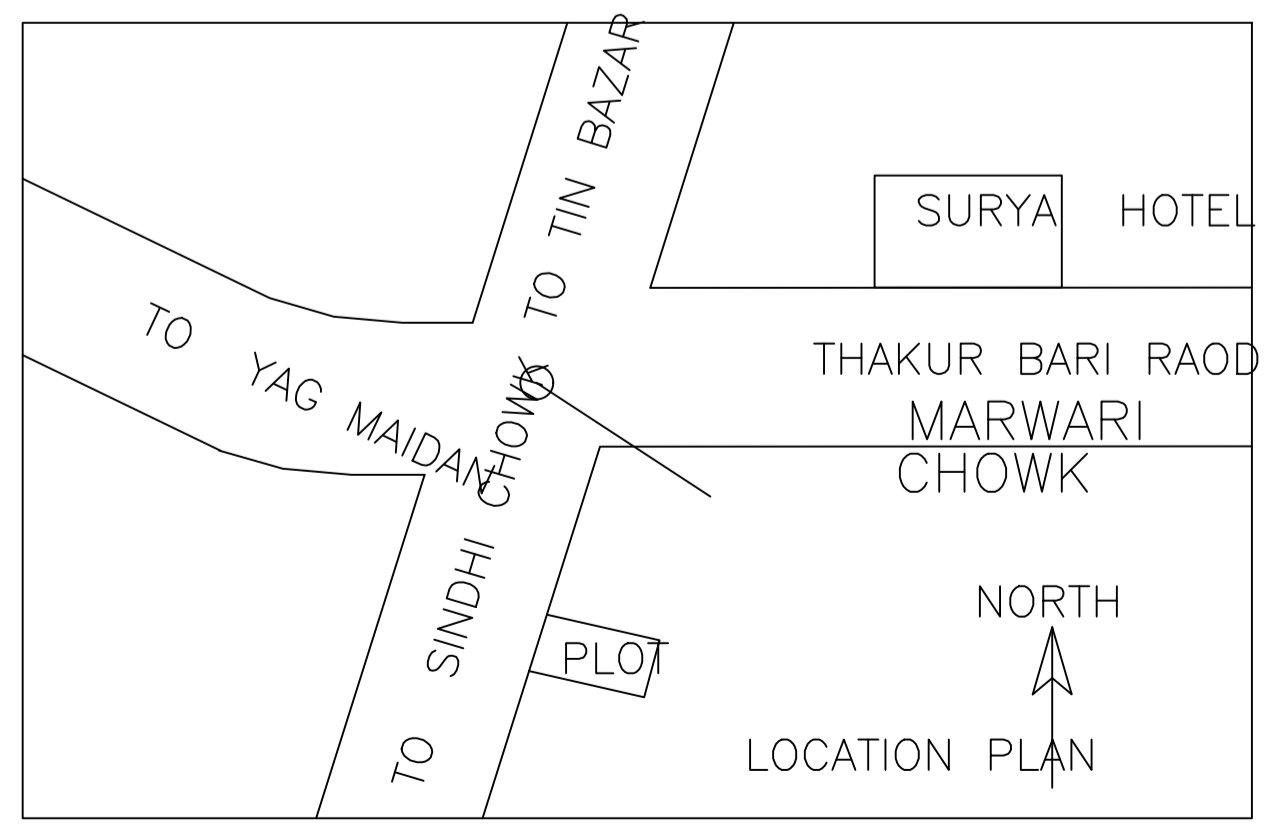 TO TIN BAZAR
SURYA HOTEL
TO YAG MAIDAN
THAKUR BARI RAOD
MARWARI
CHOWK
TO SINDHI CHOWK
PLOT
NORTH
LOCATION PLAN